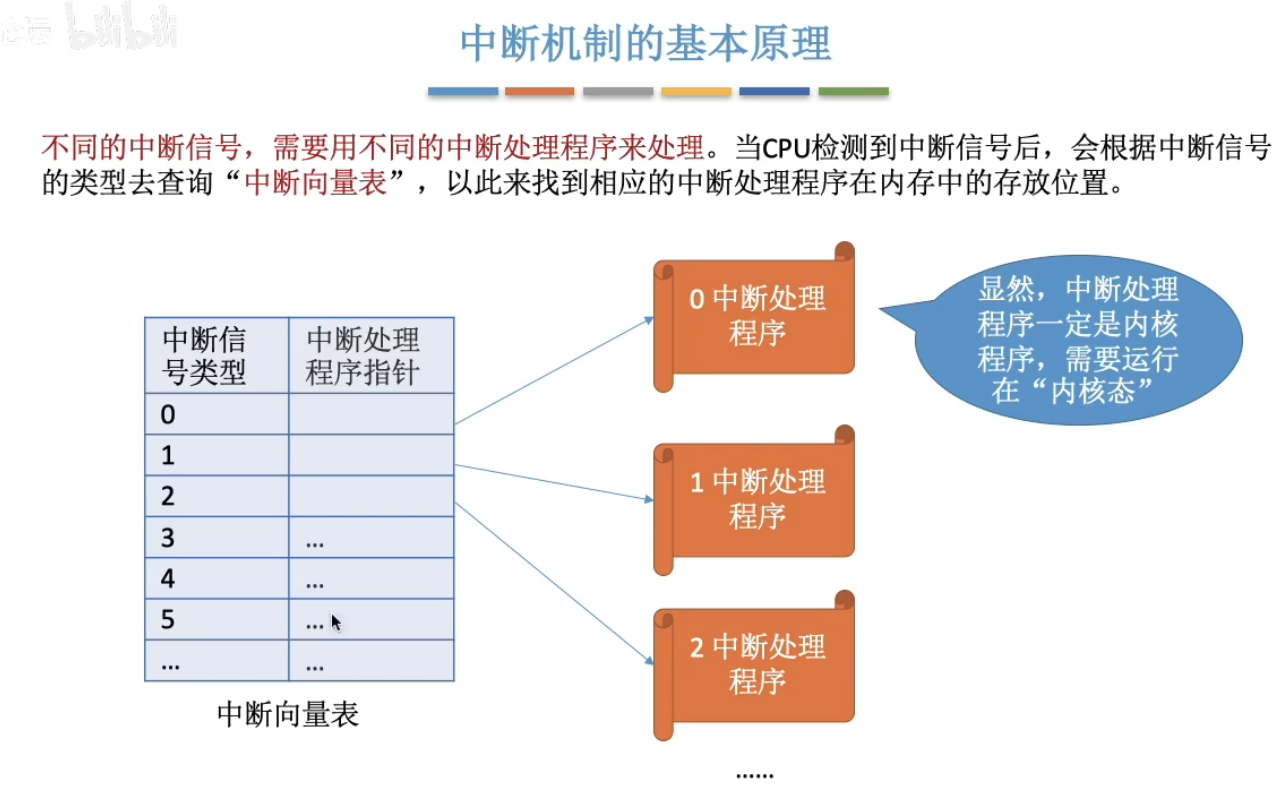 论坛 bilibili
中断机制的基本原理
不同的中断信号，需要用不同的中断处理程序来处理。当CPU检测到中断信号后，会根据中断信号
的类型去查询“中断向量表”，以此来找到相应的中断处理程序在内存中的存放位置。
中断信
号类型
中断处理
程序指针
0
1
2
3 ...
4 ...
5 ...
... ...
中断向量表
0 中断处理
程序
1 中断处理
程序
2 中断处理
程序
......
显然，中断处理
程序一定是内核
程序，需要运行
在“内核态”